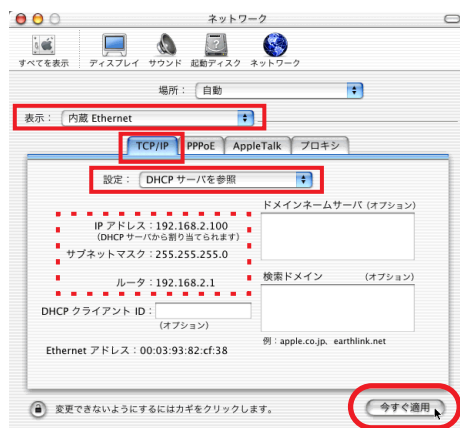 ネットワーク
すべてを表示 ディスプレイ サウンド 起動ディスク ネットワーク
場所： 自動
表示： 内蔵 Ethernet
TCP/IP PPPoE AppleTalk プロキシ
設定： DHCP サーバを参照
ドメインネームサーバ (オプション)
IP アドレス：192.168.2.100
(DHCP サーバから割り当てられます)
サブネットマスク：255.255.255.0
ルータ：192.168.2.1
検索ドメイン (オプション)
DHCP クライアント ID：
(オプション)
例：apple.co.jp、earthlink.net
Ethernet アドレス：00:03:93:82:cf:38
変更できないようにするにはカギをクリックします。
今すぐ適用